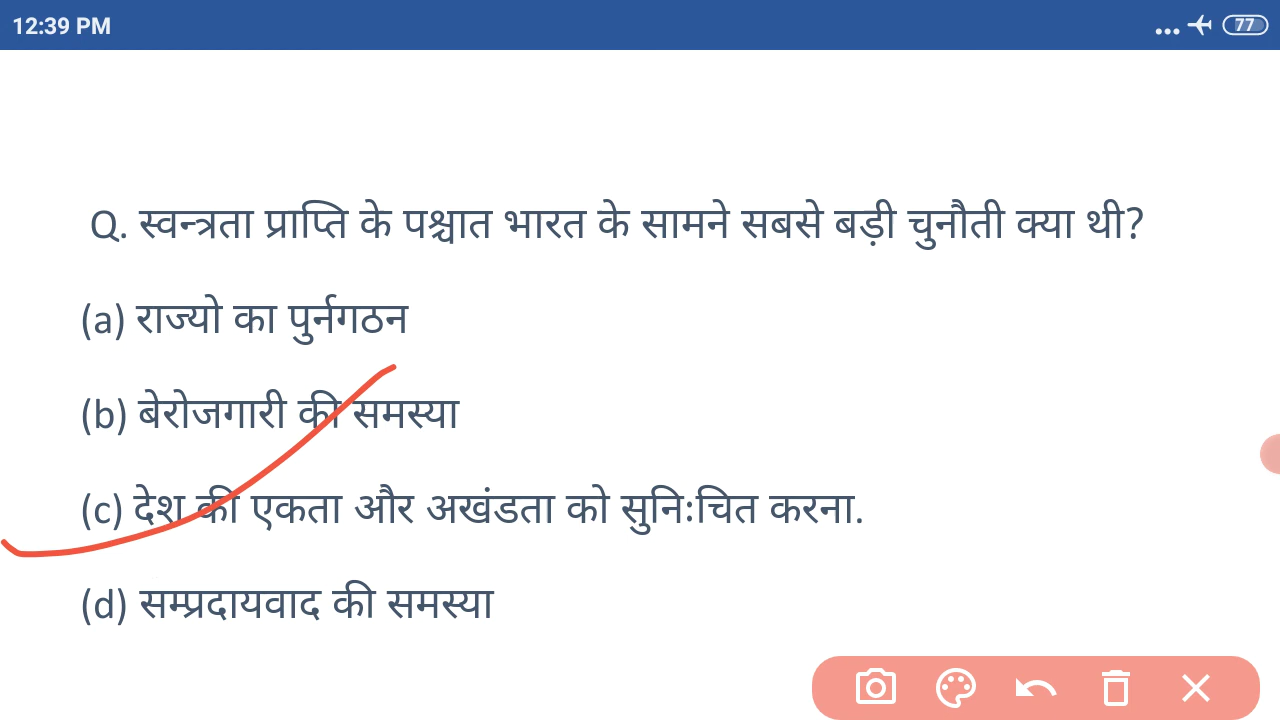 12:39 PM
77
Q. स्वन्त्रता प्राप्ति के पश्चात भारत के सामने सबसे बड़ी चुनौती क्या थी?
(a) राज्यो का पुर्नगठन
(b) बेरोजगारी की समस्या
(c) देश की एकता और अखंडता को सुनिःचित करना.
(d) सम्प्रदायवाद की समस्या